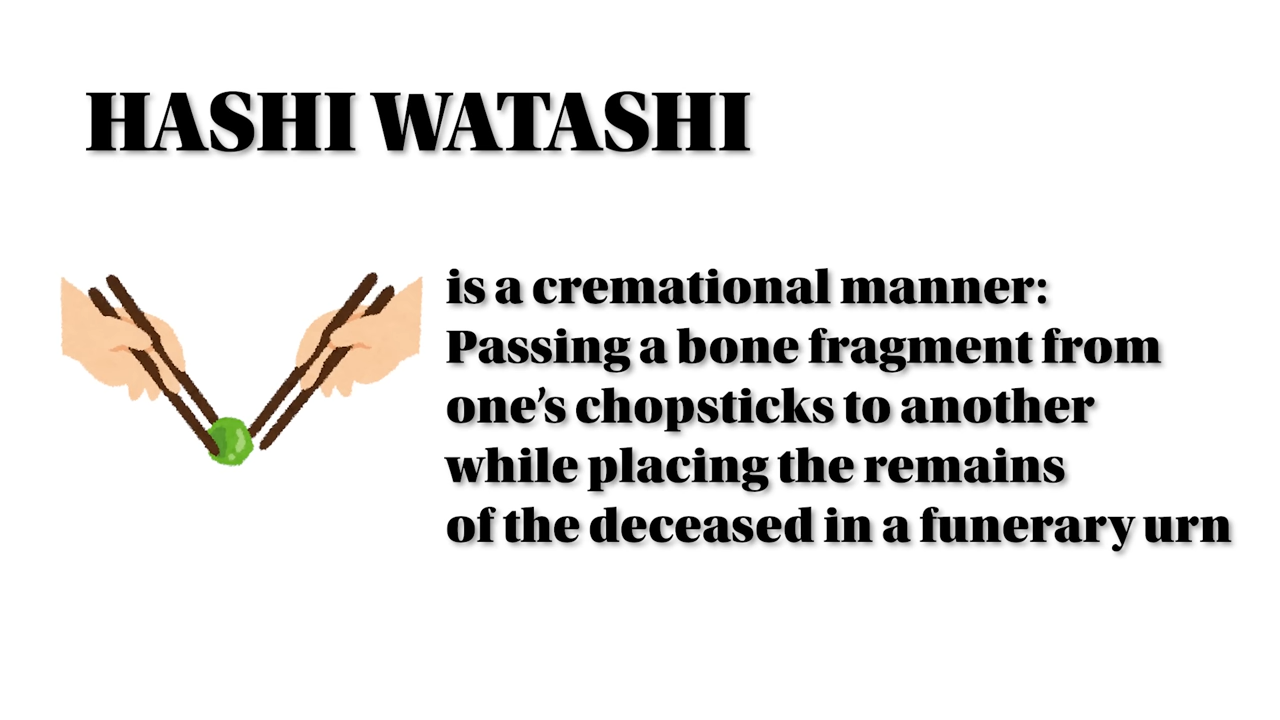 HASHI WATASHI
is a cremational manner:
Passing a bone fragment from
one’s chopsticks to another
while placing the remains
of the deceased in a funerary urn